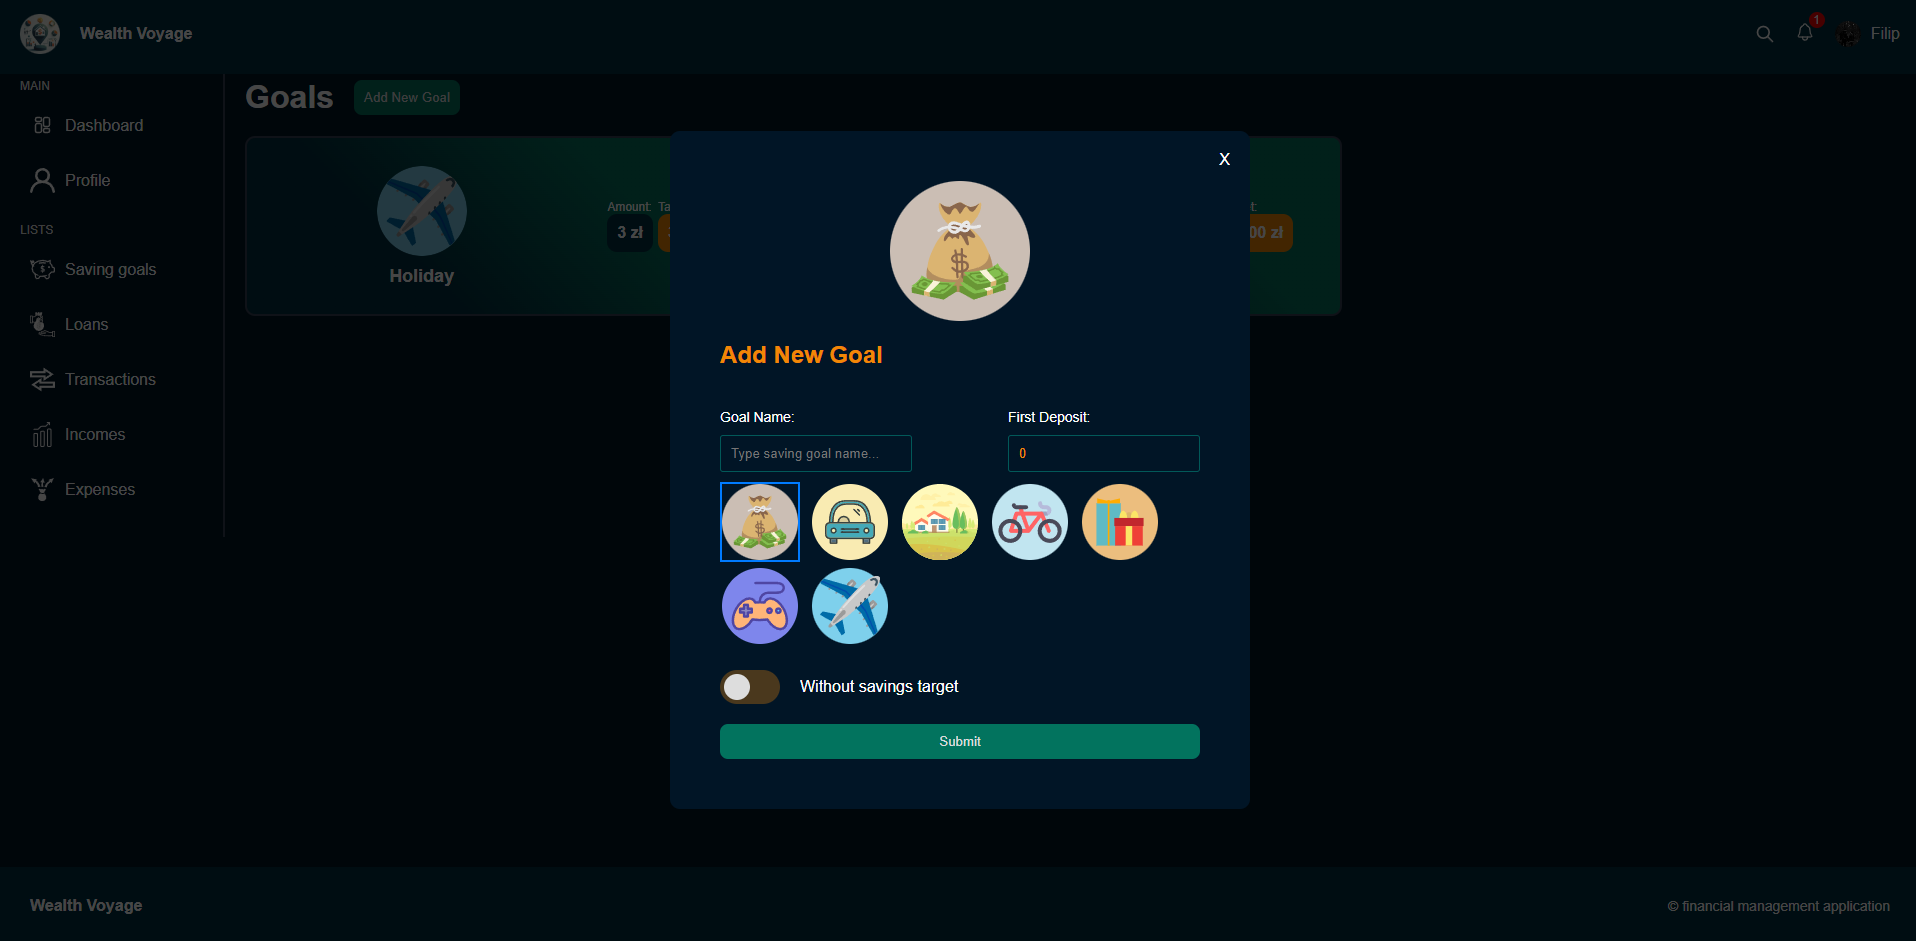 Wealth Voyage
1
Filip
MAIN
Dashboard
Profile
LISTS
Saving goals
Loans
Transactions
Incomes
Expenses
Goals
Add New Goal
Holiday
Amount:
3 zł
00 zł
X
Add New Goal
Goal Name:
First Deposit:
Type saving goal name...
0
Without savings target
Submit
Wealth Voyage
© financial management application